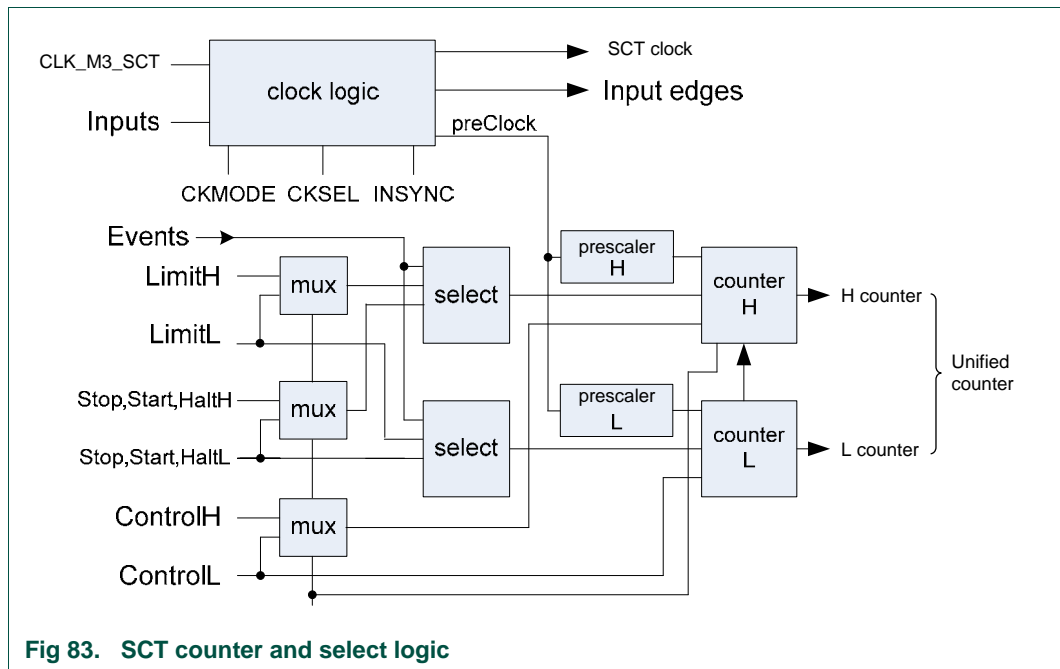 CLK_M3_SCT
Inputs
clock logic
SCT clock
Input edges
preClock
CKMODE CKSEL INSYNC
Events
LimitH
LimitL
Stop,Start,HaltH
Stop,Start,HaltL
ControlH
ControlL
mux
mux
mux
select
select
prescaler
H
prescaler
L
counter
H
counter
L
H counter
L counter
Unified
counter
Fig 83. SCT counter and select logic